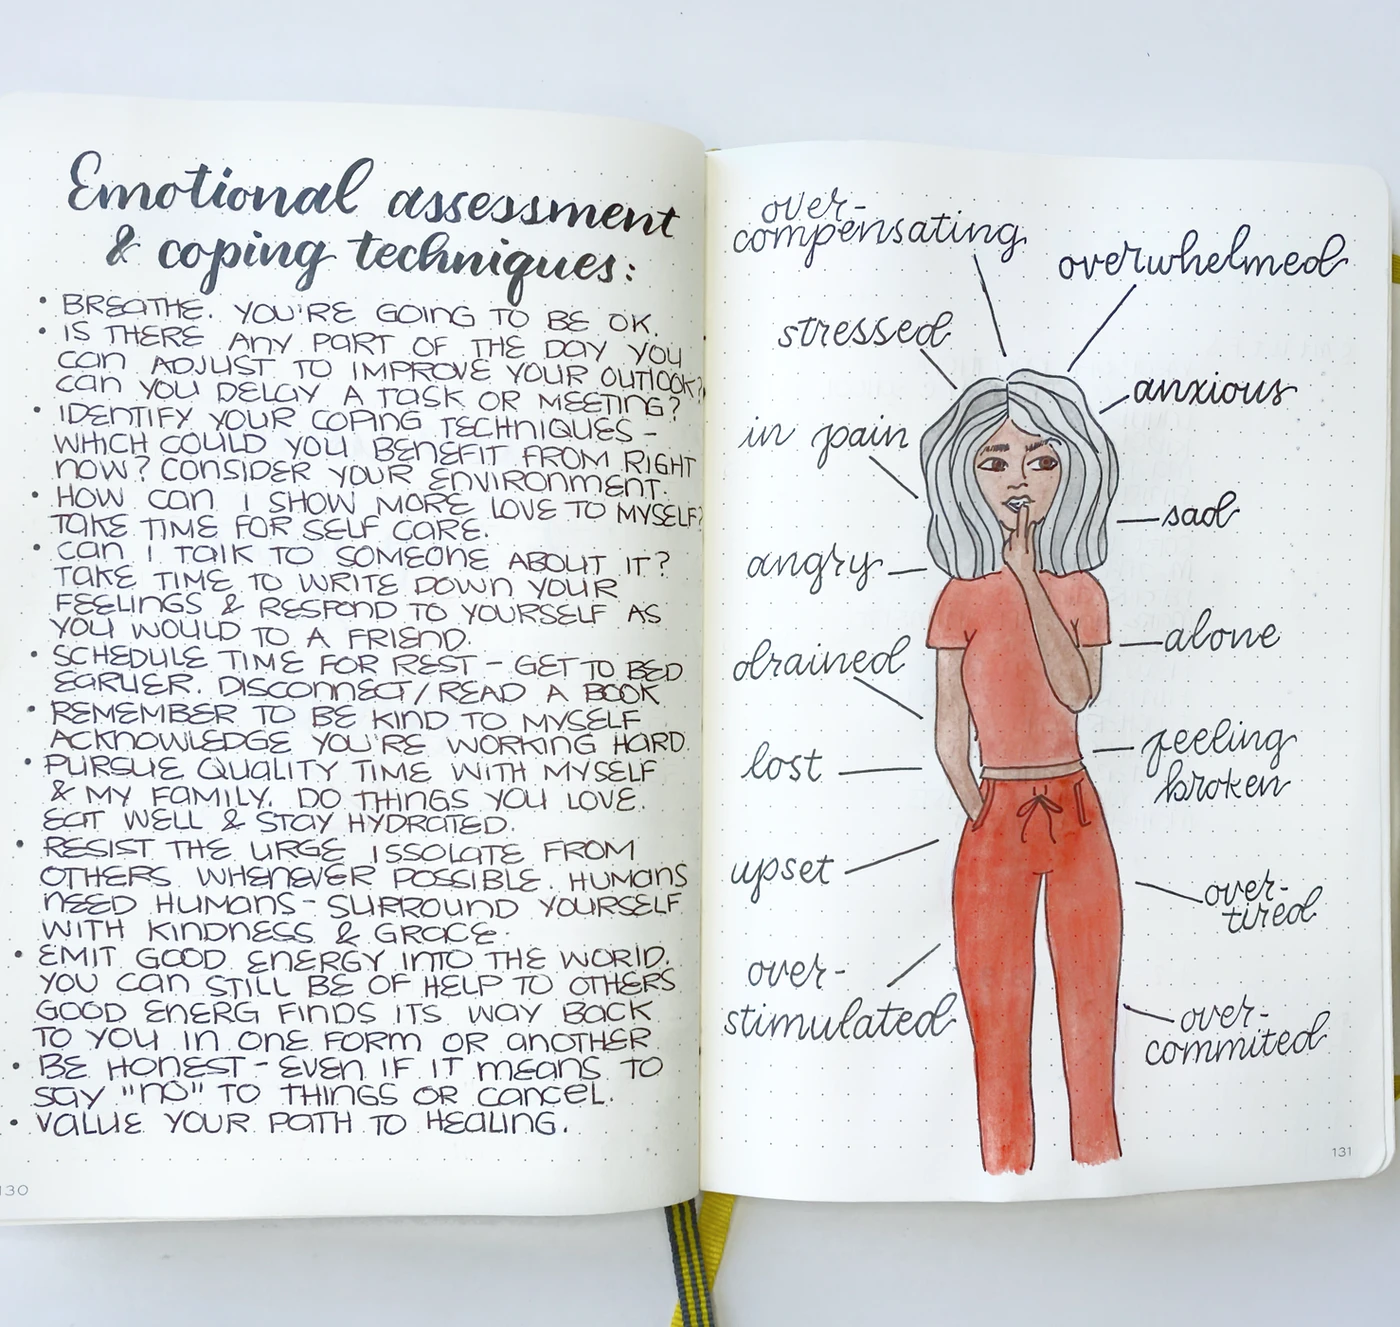 Emotional assessment
& coping techniques:
• BREATHE. YOU'RE GOING TO BE OK.
• IS THERE ANY PART OF THE DAY YOU
CAN ADJUST TO IMPROVE YOUR OUTLOOK?
CAN YOU DELAY A TASK OR MEETING?
• IDENTIFY YOUR COPING TECHNIQUES -
WHICH COULD YOU BENEFIT FROM RIGHT
NOW? CONSIDER YOUR ENVIRONMENT.
• HOW CAN I SHOW MORE LOVE TO MYSELF?
TAKE TIME FOR SELF CARE.
• CAN I TALK TO SOMEONE ABOUT IT?
TAKE TIME TO WRITE DOWN YOUR
FEELINGS & RESPOND TO YOURSELF AS
YOU WOULD TO A FRIEND.
• SCHEDULE TIME FOR REST - GET TO BED
EARLIER. DISCONNECT/READ A BOOK
• REMEMBER TO BE KIND TO MYSELF
ACKNOWLEDGE YOU'RE WORKING HARD.
• PURSUE QUALITY TIME WITH MYSELF
& MY FAMILY. DO THINGS YOU LOVE.
EAT WELL & STAY HYDRATED.
• RESIST THE URGE ISSOLATE FROM
OTHERS WHENEVER POSSIBLE. HUMANS
NEED HUMANS - SURROUND YOURSELF
WITH KINDNESS & GRACE.
• EMIT GOOD ENERGY INTO THE WORLD.
YOU CAN STILL BE OF HELP TO OTHERS
GOOD ENERG FINDS ITS WAY BACK
TO YOU IN ONE FORM OR ANOTHER
• BE HONEST - EVEN IF IT MEANS TO
SAY "NO" TO THINGS OR CANCEL.
• VALUE YOUR PATH TO HEALING.
130
over-
compensating
overwhelmed
stressed
anxious
in pain
sad
angry
alone
drained
feeling
broken
lost
upset
over-
tired
over-
stimulated
over-
commited
131